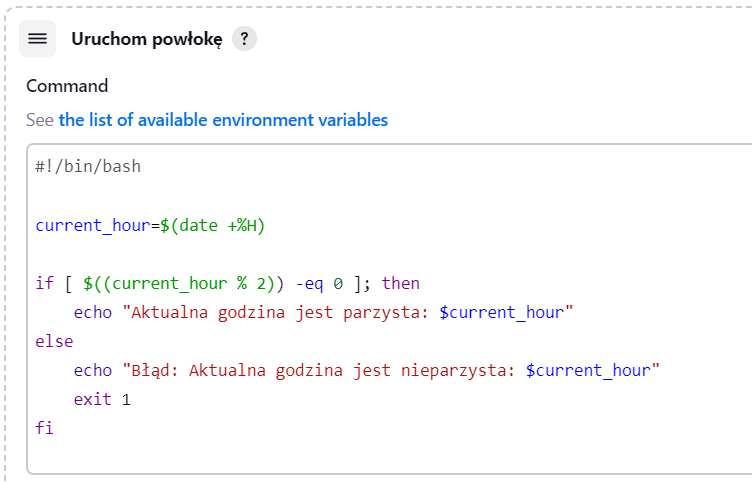 Uruchom powłokę ?
Command
See the list of available environment variables
#!/bin/bash
current_hour=$(date +%H)
if [ $((current_hour % 2)) -eq 0 ]; then
    echo "Aktualna godzina jest parzysta: $current_hour"
else
    echo "Błąd: Aktualna godzina jest nieparzysta: $current_hour"
    exit 1
fi